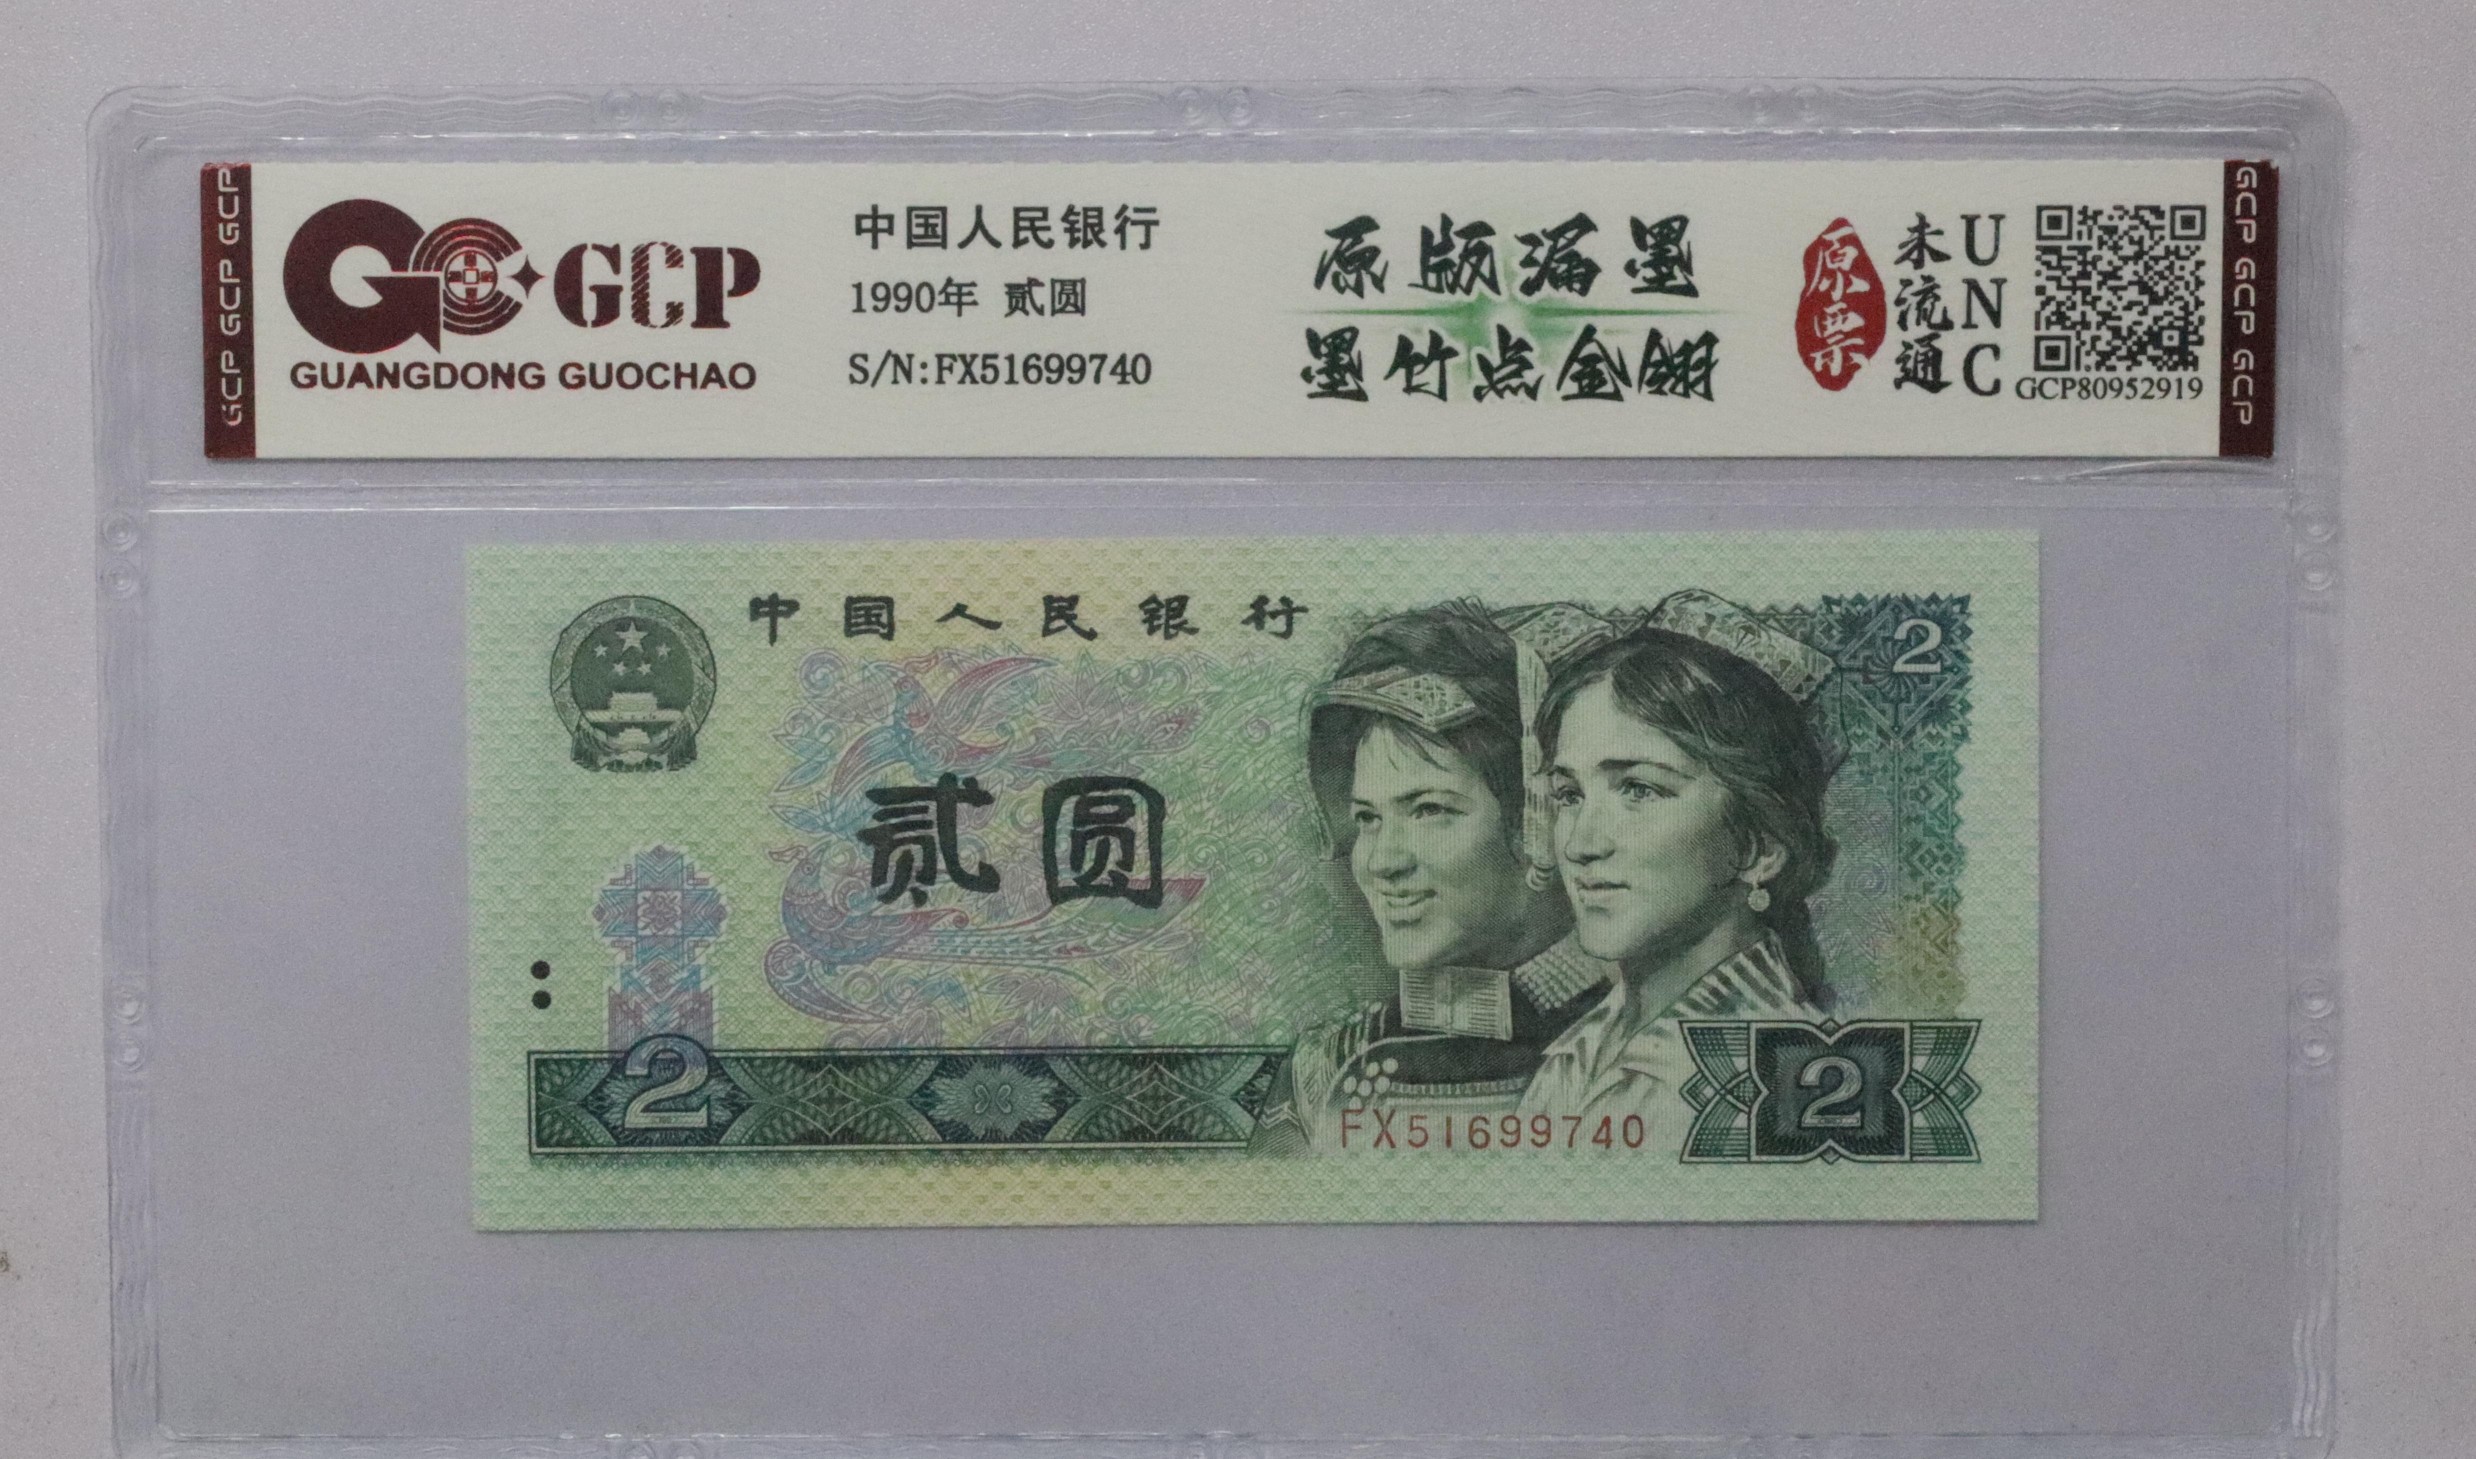 GCP GCP GCP
GCP
GUANGDONG GUOCHAO
中国人民银行
1990年 贰圆
S/N:FX51699740
原版漏墨
墨竹点金翎
原票
未流通
UNC
GCP80952919
GCP GCP GCP
中国人民银行
2
贰圆
2
FX51699740
2